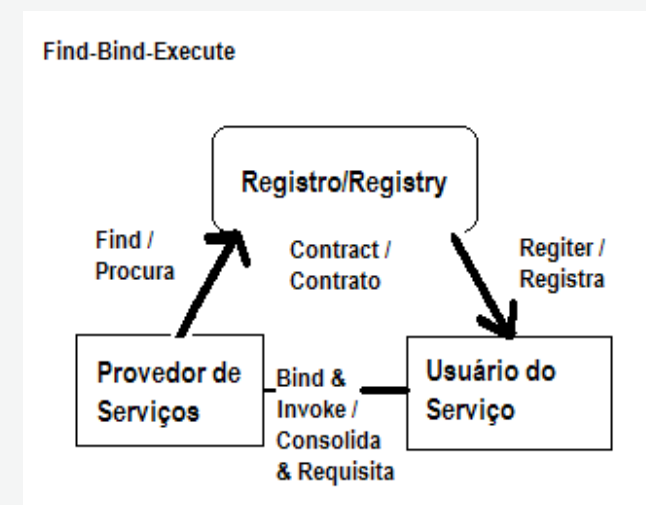 Find-Bind-Execute
Registro/Registry
Find /
Procura
Contract /
Contrato
Regiter /
Registra
Provedor de
Serviços
Bind &
Invoke /
Consolida
& Requisita
Usuário do
Serviço